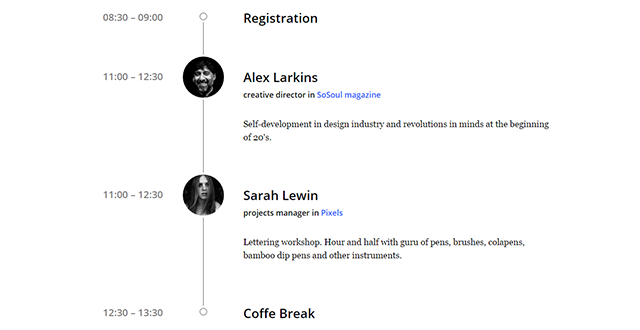 08:30 – 09:00 Registration
11:00 – 12:30 Alex Larkins
creative director in SoSoul magazine
Self-development in design industry and revolutions in minds at the beginning
of 20's.
11:00 – 12:30 Sarah Lewin
projects manager in Pixels
Lettering workshop. Hour and half with guru of pens, brushes, colapens,
bamboo dip pens and other instruments.
12:30 – 13:30 Coffe Break